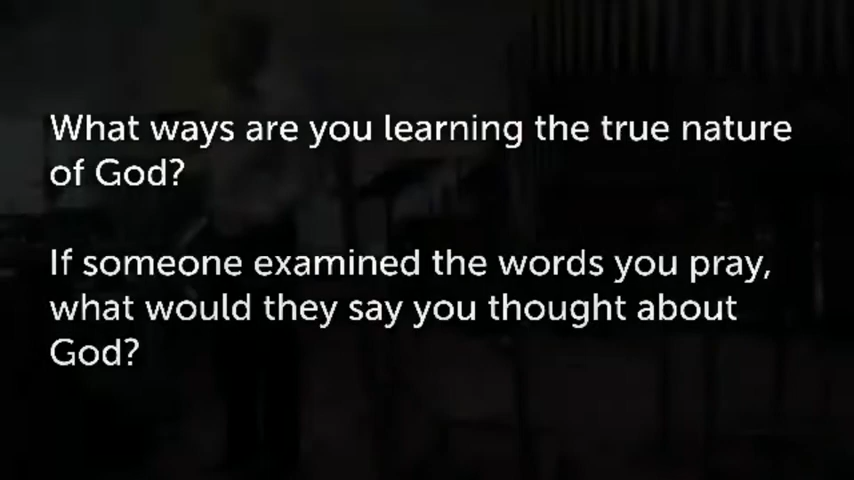 What ways are you learning the true nature
of God?
If someone examined the words you pray,
what would they say you thought about
God?